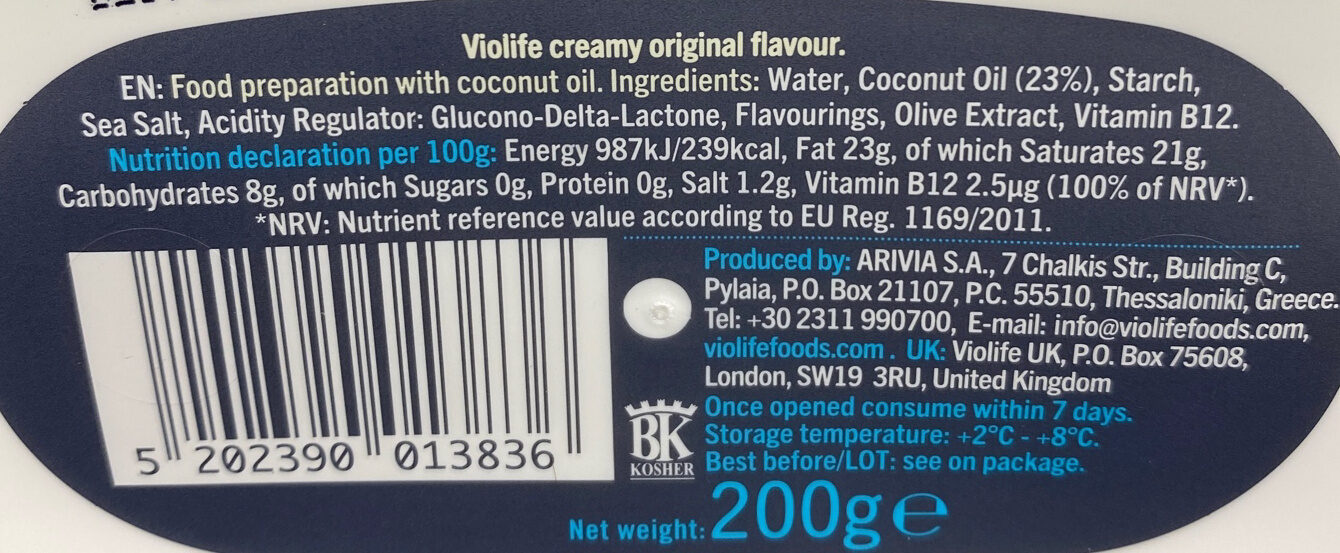 Violife creamy original flavour.
EN: Food preparation with coconut oil. Ingredients: Water, Coconut Oil (23%), Starch,
Sea Salt, Acidity Regulator: Glucono-Delta-Lactone, Flavourings, Olive Extract, Vitamin B12.
Nutrition declaration per 100g: Energy 987kJ/239kcal, Fat 23g, of which Saturates 21g,
Carbohydrates 8g, of which Sugars 0g, Protein 0g, Salt 1.2g, Vitamin B12 2.5µg (100% of NRV*).
*NRV: Nutrient reference value according to EU Reg. 1169/2011.
Produced by: ARIVIA S.A., 7 Chalkis Str., Building C,
Pylaia, P.O. Box 21107, P.C. 55510, Thessaloniki, Greece.
Tel: +30 2311 990700, E-mail: info@violifefoods.com,
violifefoods.com. UK: Violife UK, P.O. Box 75608,
London, SW19 3RU, United Kingdom
Once opened consume within 7 days.
Storage temperature: +2°C - +8°C.
Best before/LOT: see on package.
BK
KOSHER
5 202390 013836
Net weight: 200g e